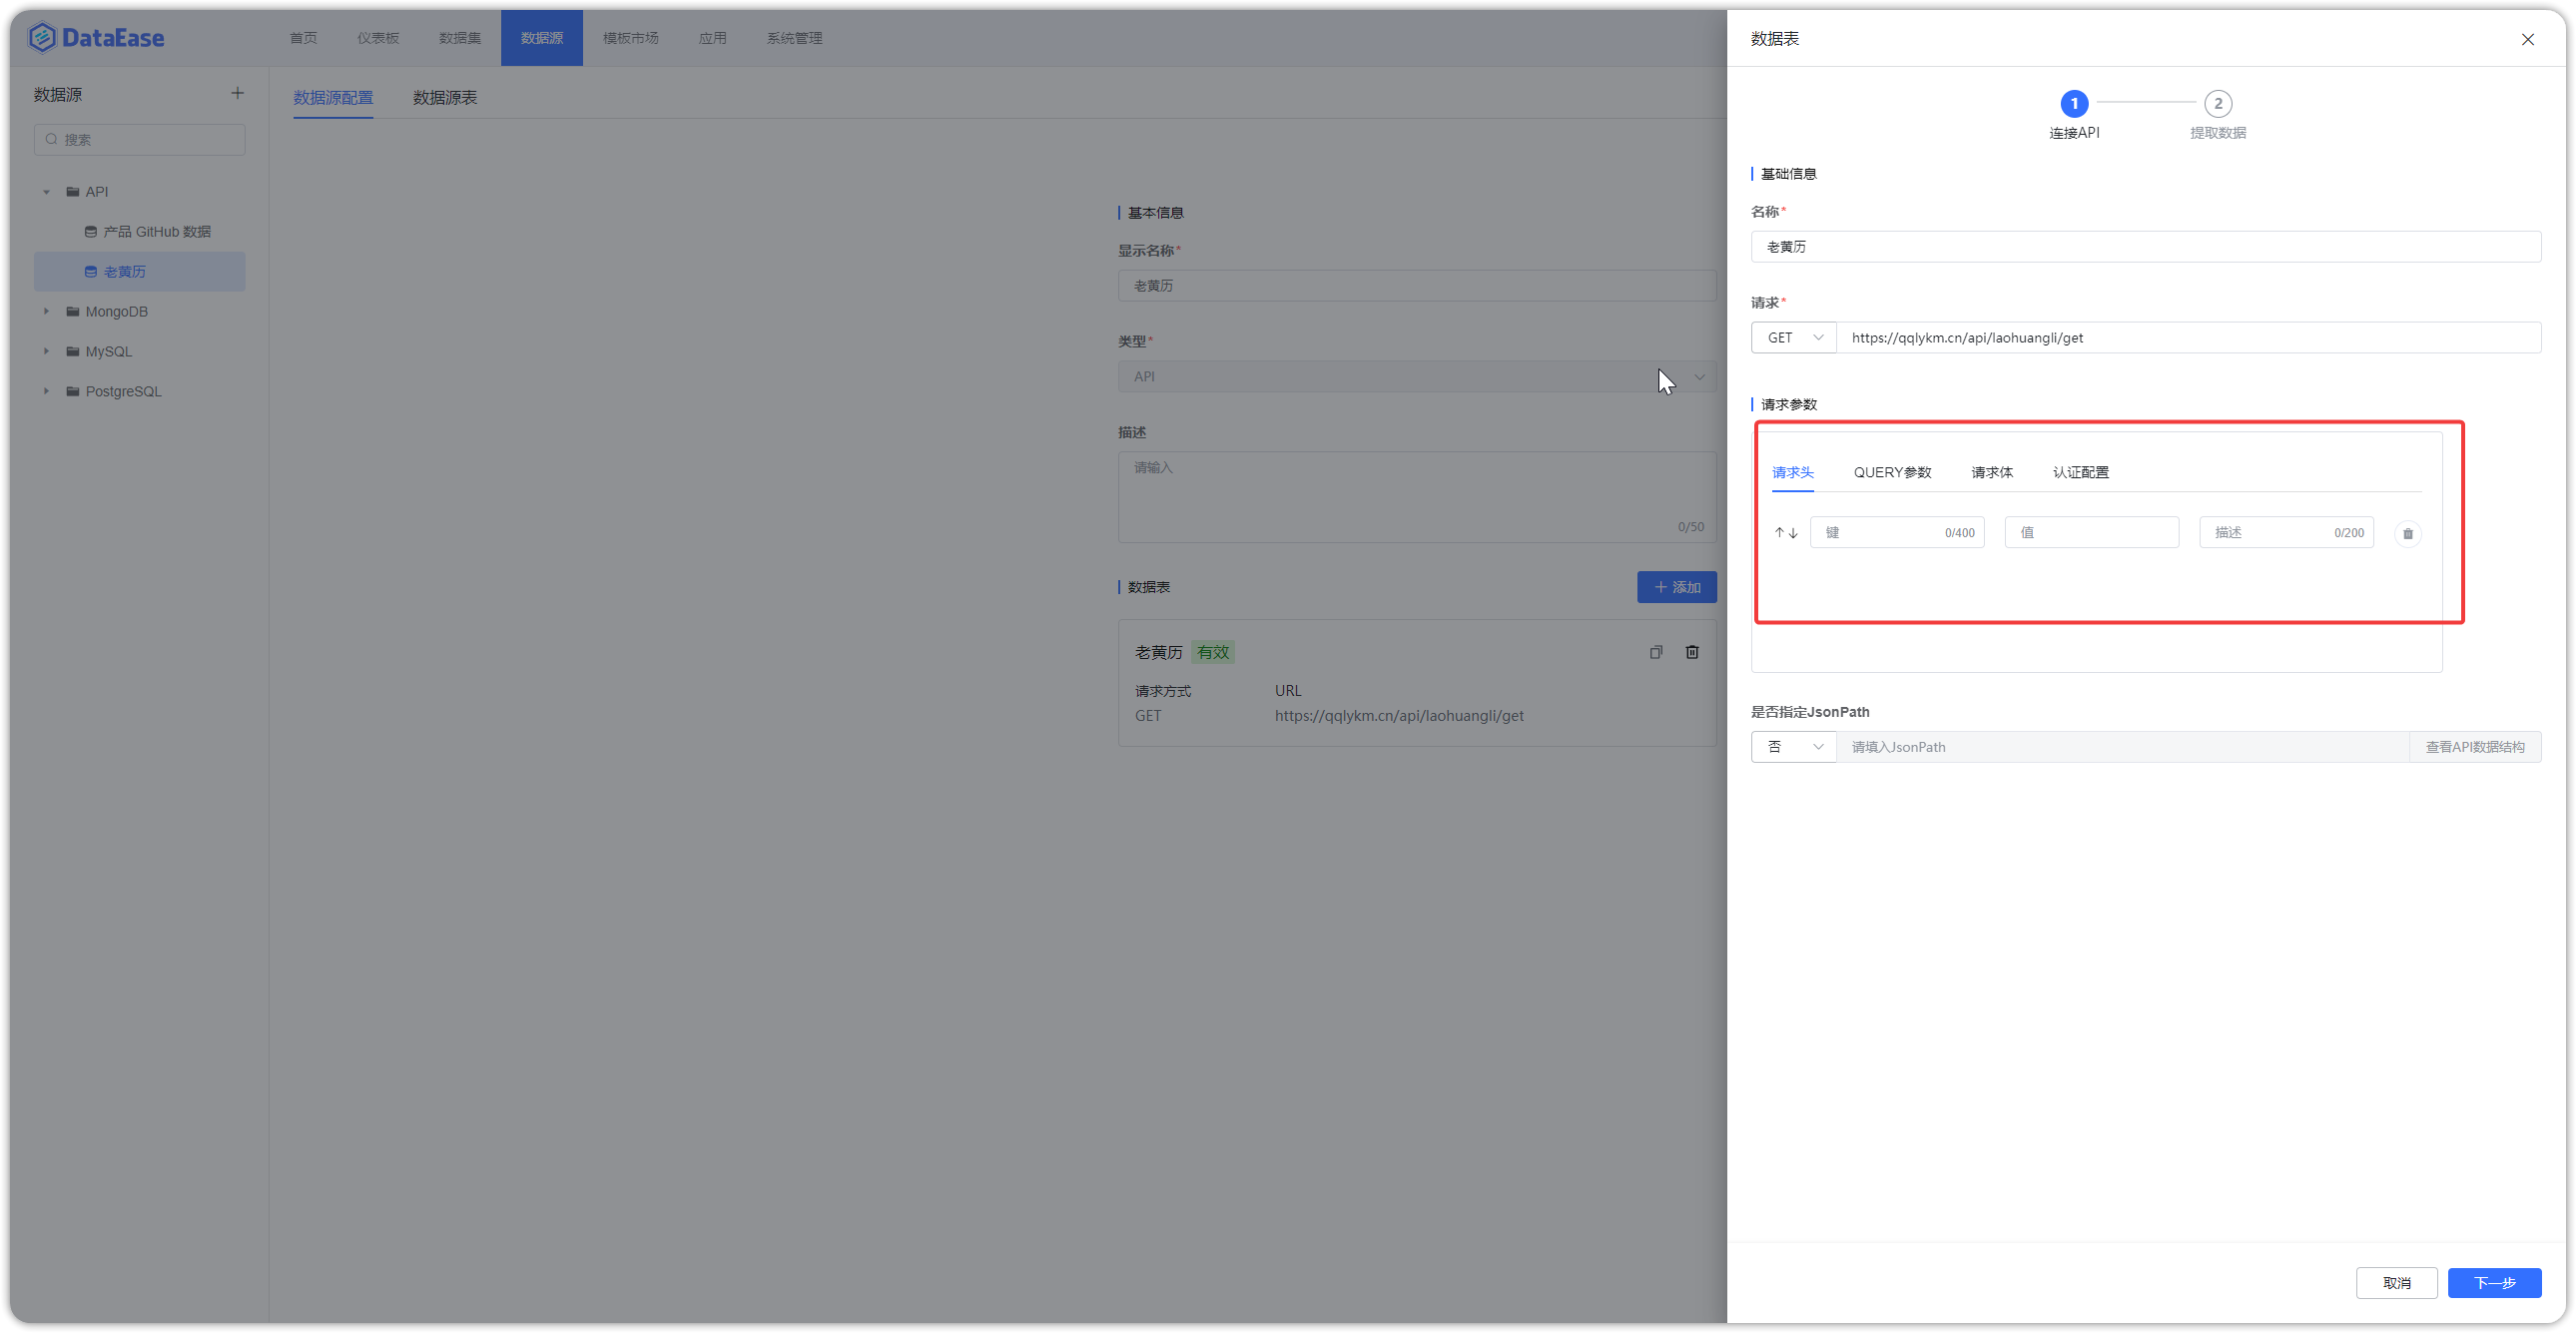 DataEase
首页 仪表板 数据集 数据源 模板市场 应用 系统管理
数据源
搜索
API
产品 GitHub 数据
老黄历
MongoDB
MySQL
PostgreSQL
数据源配置 数据源表
基本信息
显示名称*
老黄历
类型*
API
描述
请输入
0/50
数据表
添加
老黄历 有效
请求方式 URL
GET https://qqlykm.cn/api/laohuangli/get
数据表
1 2
连接API 提取数据
基础信息
名称*
老黄历
请求*
GET https://qqlykm.cn/api/laohuangli/get
请求参数
请求头 QUERY参数 请求体 认证配置
键 0/400 值 描述 0/200
是否指定JsonPath
否 请填入JsonPath 查看API数据结构
取消 下一步